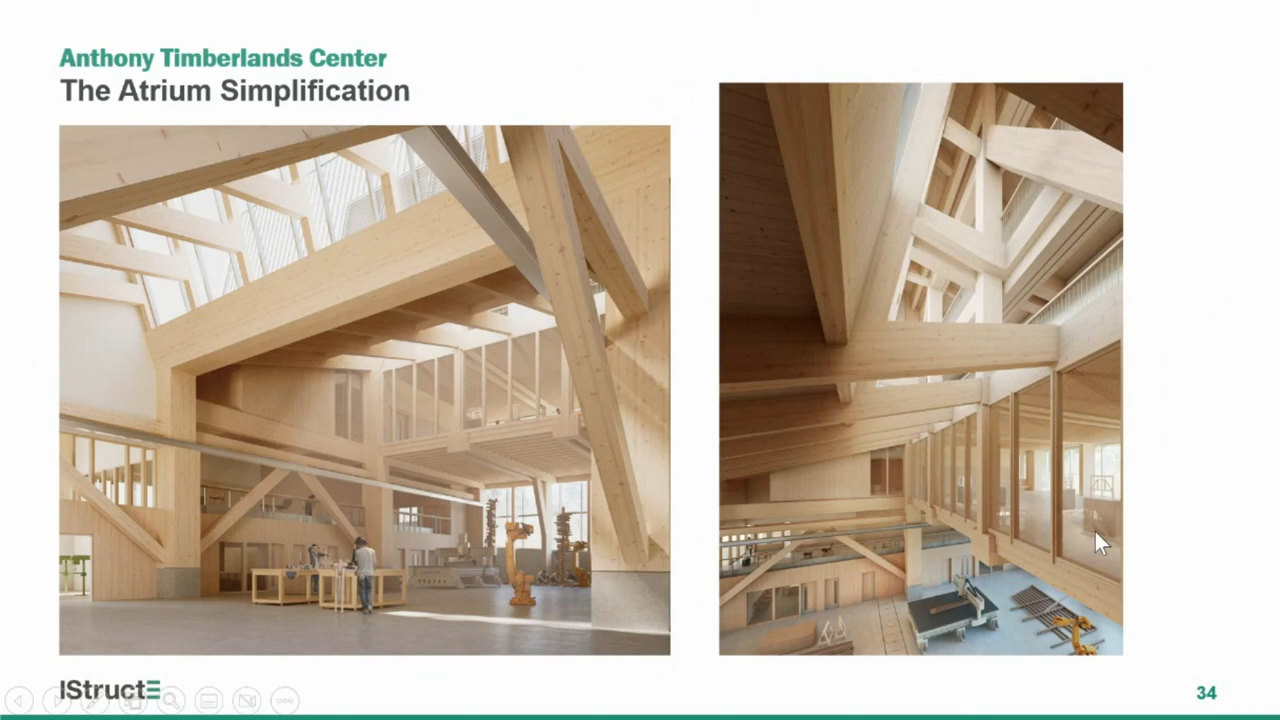 Anthony Timberlands Center
The Atrium Simplification
IStructE
34